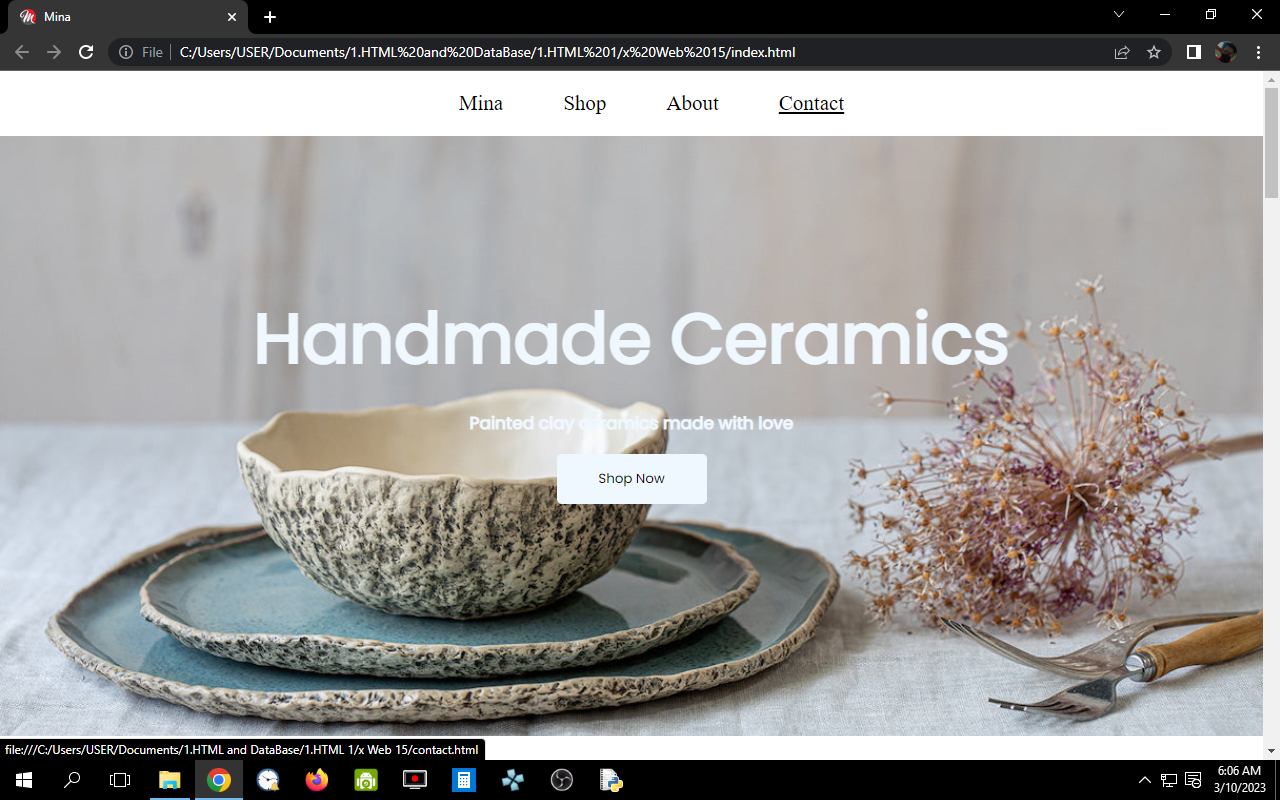 Mina
File C:/Users/USER/Documents/1.HTML%20and%20DataBase/1.HTML%201/x%20Web%2015/index.html
Mina Shop About Contact
Handmade Ceramics
Painted clay ceramics made with love
Shop Now
file:///C:/Users/USER/Documents/1.HTML and DataBase/1.HTML 1/x Web 15/contact.html
6:06 AM
3/10/2023